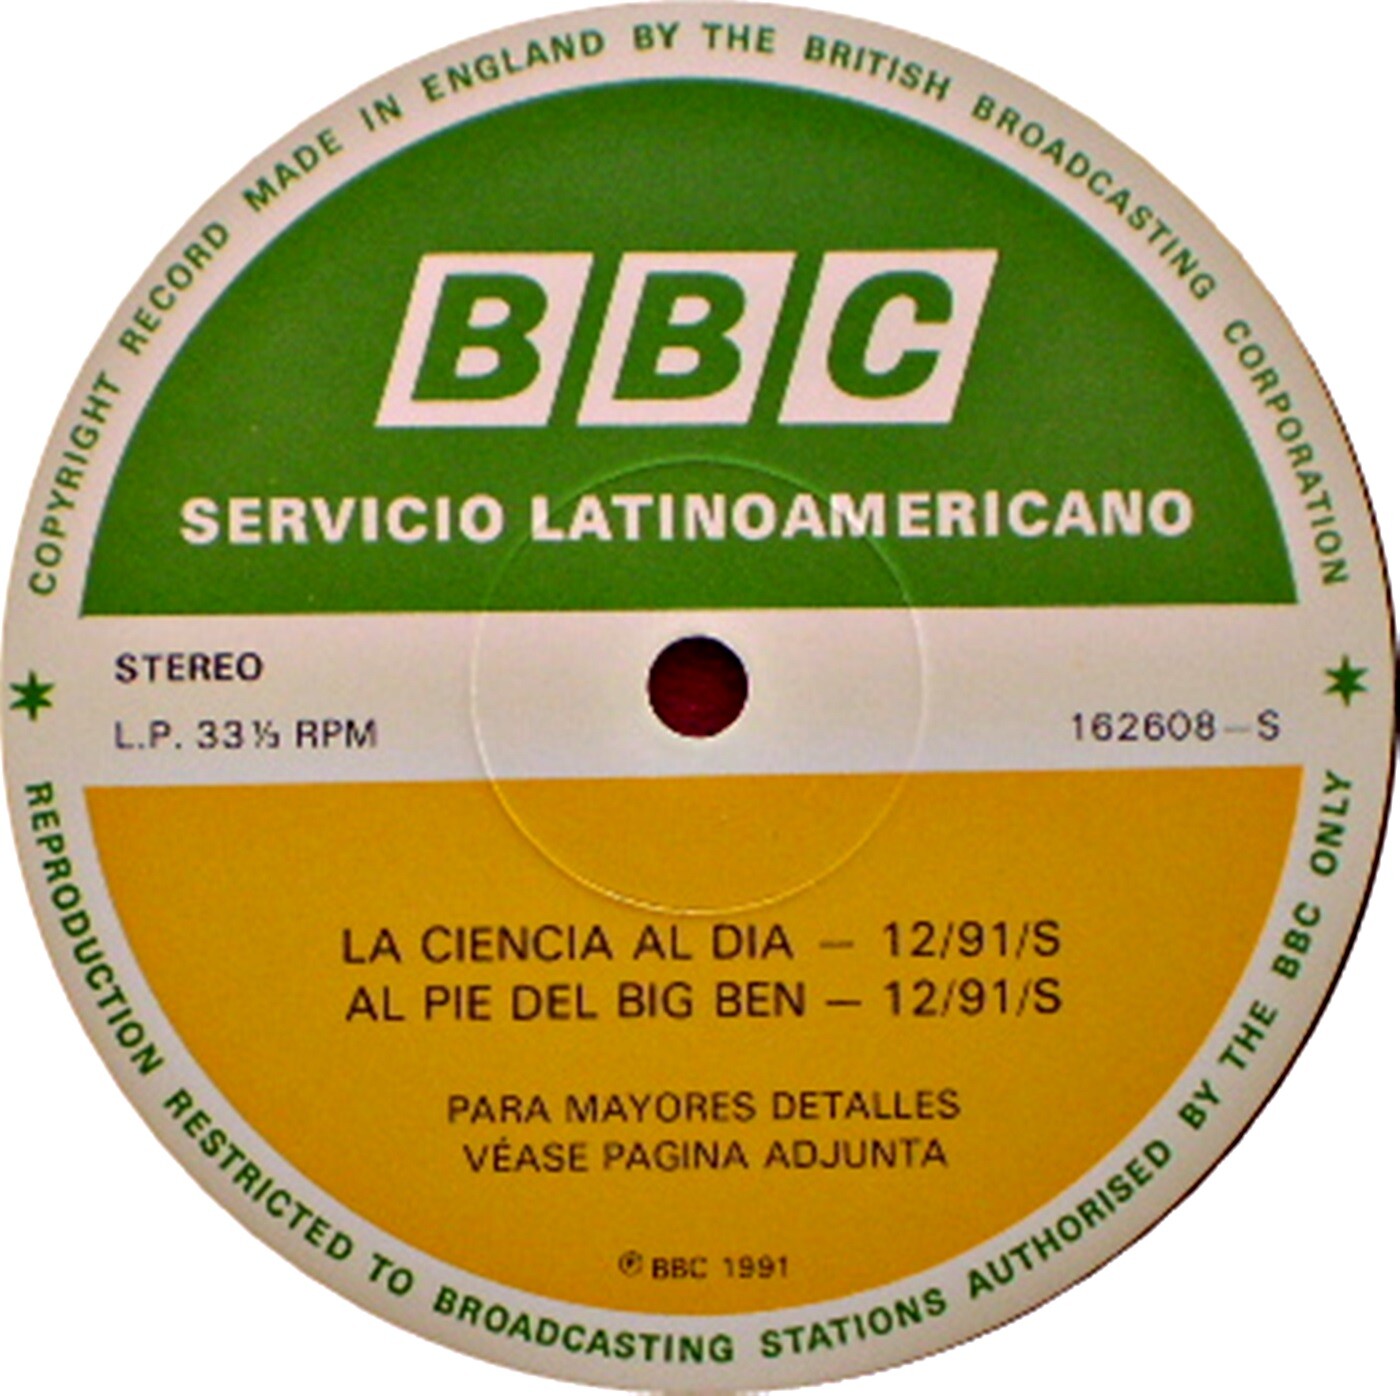 COPYRIGHT RECORD MADE IN ENGLAND BY THE BRITISH BROADCASTING CORPORATION
BBC
SERVICIO LATINOAMERICANO
STEREO
L.P. 33⅓ RPM
162608-S
LA CIENCIA AL DIA — 12/91/S
AL PIE DEL BIG BEN — 12/91/S
PARA MAYORES DETALLES
VÉASE PAGINA ADJUNTA
℗ BBC 1991
REPRODUCTION RESTRICTED TO BROADCASTING STATIONS AUTHORISED BY THE BBC ONLY